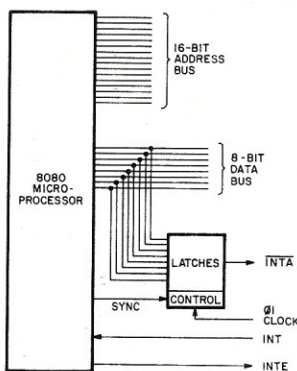 16-BIT
ADDRESS
BUS
8-BIT
DATA
BUS
8080
MICRO-
PROCESSOR
LATCHES
INTA
CONTROL
SYNC
Ø1
CLOCK
INT
INTE